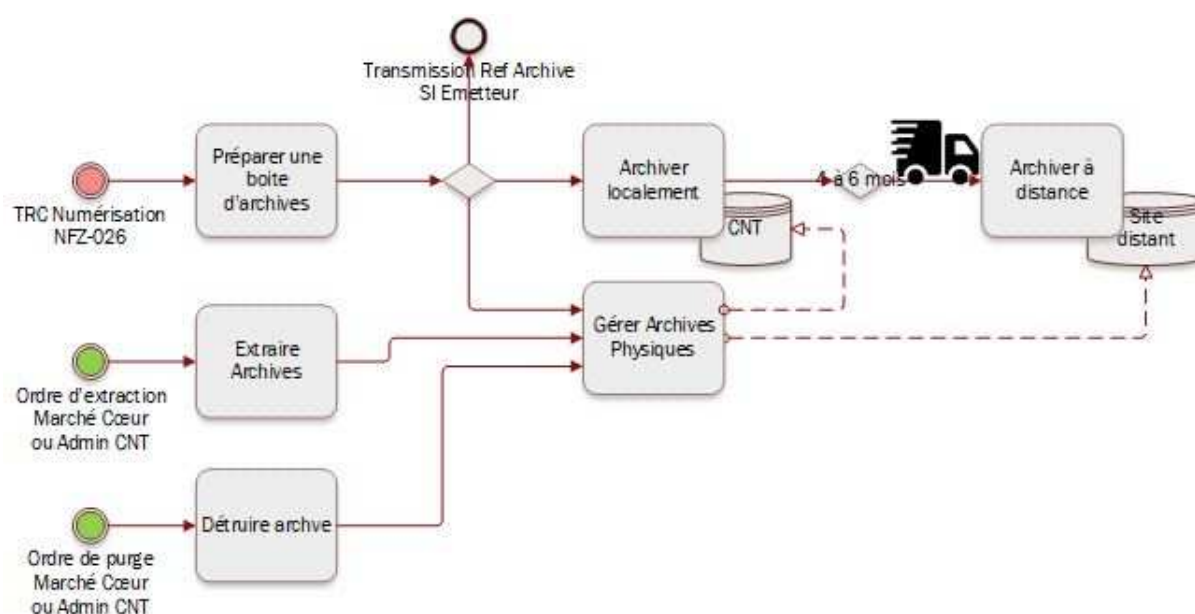 Transmission Ref Archive
SI Emetteur
Préparer une
boite
d'archives
Archiver
localement
4 à 6 mois
Archiver à
distance
TRC Numérisation
NFZ-026
CNT
Site
distant
Gérer Archives
Physiques
Extraire
Archives
Ordre d'extraction
Marché Cœur
ou Admin CNT
Détruire archve
Ordre de purge
Marché Cœur
ou Admin CNT